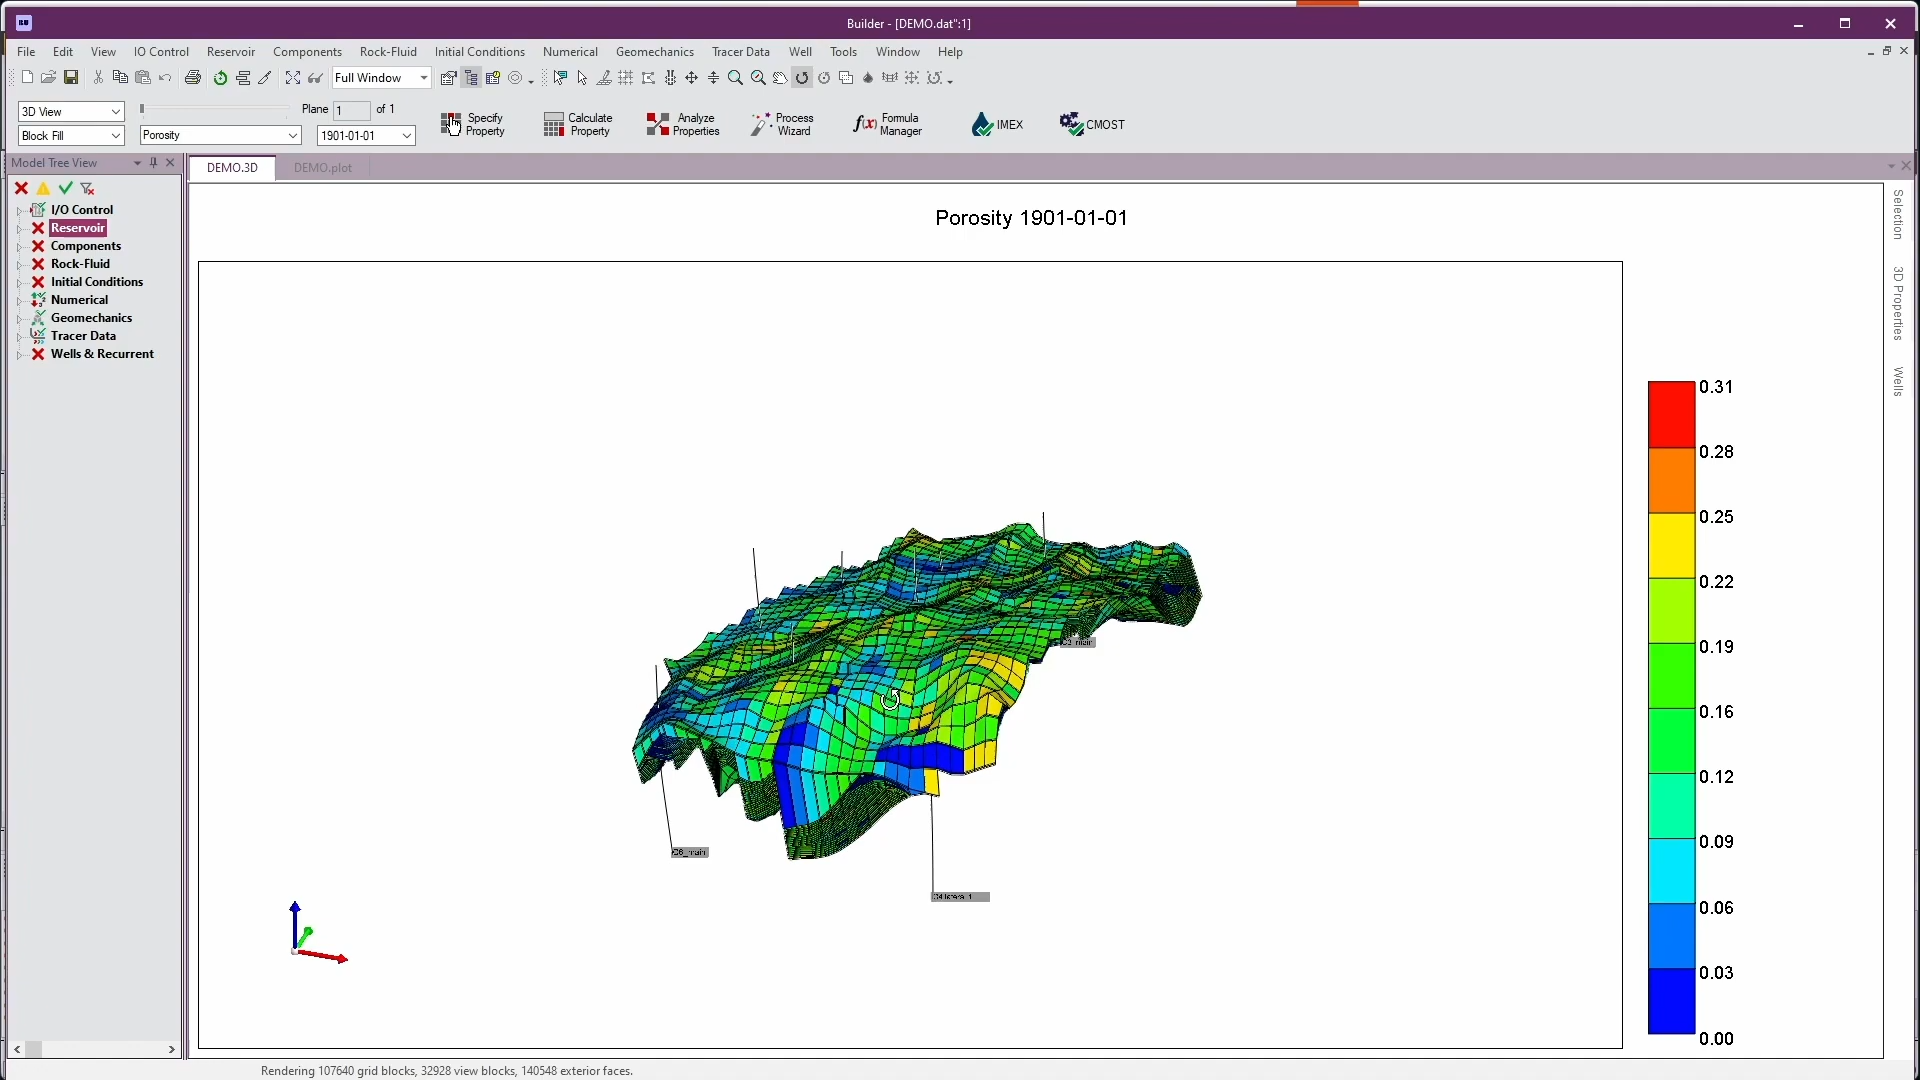 Builder - [DEMO.dat":1]
File Edit View IO Control Reservoir Components Rock-Fluid Initial Conditions Numerical Geomechanics Tracer Data Well Tools Window Help
Full Window
3D View
Plane 1 of 1
Block Fill Porosity 1901-01-01
Specify Property
Calculate Property
Analyze Properties
Process Wizard
f(x) Formula Manager
IMEX
CMOST
Model Tree View
DEMO.3D DEMO.plot
I/O Control
Reservoir
Components
Rock-Fluid
Initial Conditions
Numerical
Geomechanics
Tracer Data
Wells & Recurrent
Porosity 1901-01-01
0.31
0.28
0.25
0.22
0.19
0.16
0.12
0.09
0.06
0.03
0.00
Selection
3D Properties
Wells
Rendering 107640 grid blocks, 32928 view blocks, 140548 exterior faces.